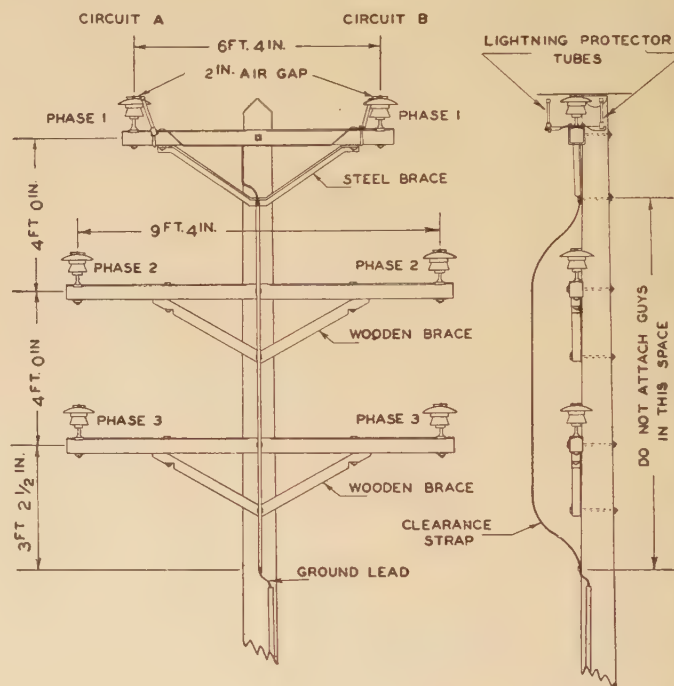 CIRCUIT A
CIRCUIT B
6 FT. 4 IN.
2 IN. AIR GAP
LIGHTNING PROTECTOR
TUBES
PHASE 1
PHASE 1
STEEL BRACE
4 FT 0 IN.
9 FT. 4 IN.
PHASE 2
PHASE 2
WOODEN BRACE
4 FT. 0 IN
PHASE 3
PHASE 3
WOODEN BRACE
3 FT 2 1/2 IN.
CLEARANCE
STRAP
GROUND LEAD
DO NOT ATTACH GUYS
IN THIS SPACE